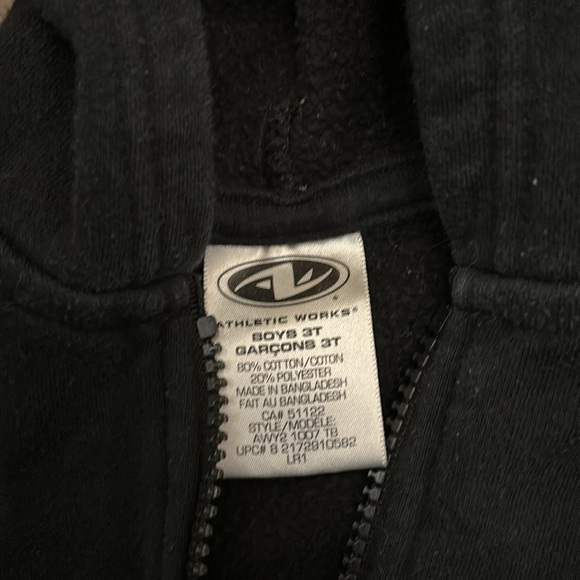 ATHLETIC WORKS®
BOYS 3T
GARÇONS 3T
80% COTTON/COTON
20% POLYESTER
MADE IN BANGLADESH
FAIT AU BANGLADESH
CA# 51122
STYLE/MODÈLE:
AWY2 1007 TB
UPC# 8 2172910582
LR1